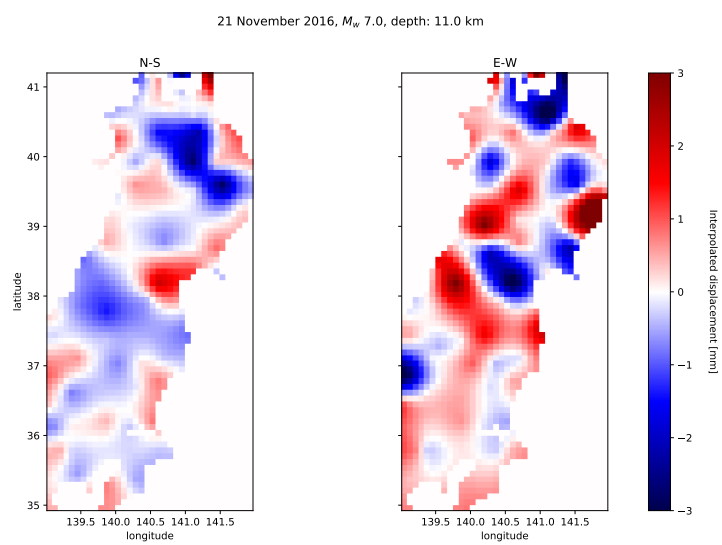 21 November 2016, Mw 7.0, depth: 11.0 km
N-S
E-W
41
40
39
38
37
36
35
latitude
139.5 140.0 140.5 141.0 141.5
longitude
139.5 140.0 140.5 141.0 141.5
longitude
3
2
1
0
−1
−2
−3
Interpolated displacement [mm]